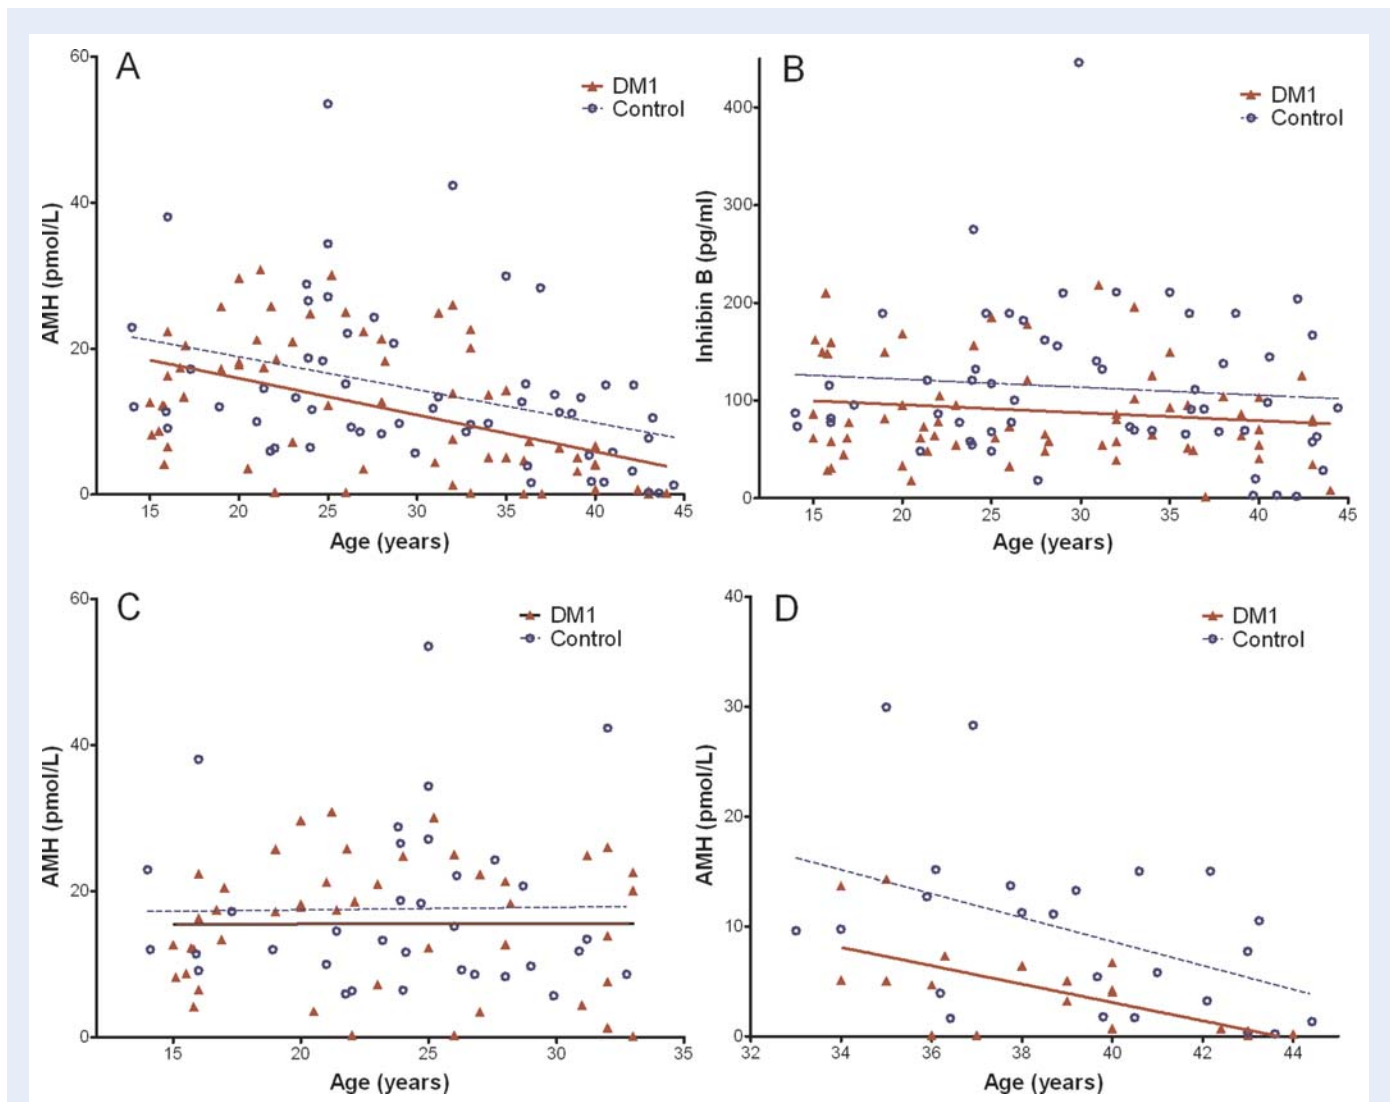 A
DM1
Control
60
40
20
0
AMH (pmol/L)
15 20 25 30 35 40 45
Age (years)
B
DM1
Control
400
300
200
100
0
Inhibin B (pg/ml)
15 20 25 30 35 40 45
Age (years)
C
DM1
Control
60
40
20
0
AMH (pmol/L)
15 20 25 30 35
Age (years)
D
DM1
Control
40
30
20
10
0
AMH (pmol/L)
32 34 36 38 40 42 44
Age (years)